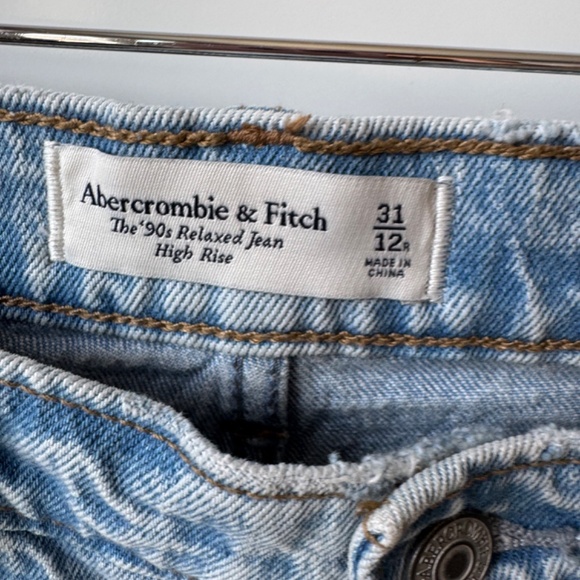 Abercrombie & Fitch
The '90s Relaxed Jean
High Rise
31
12R
MADE IN
CHINA